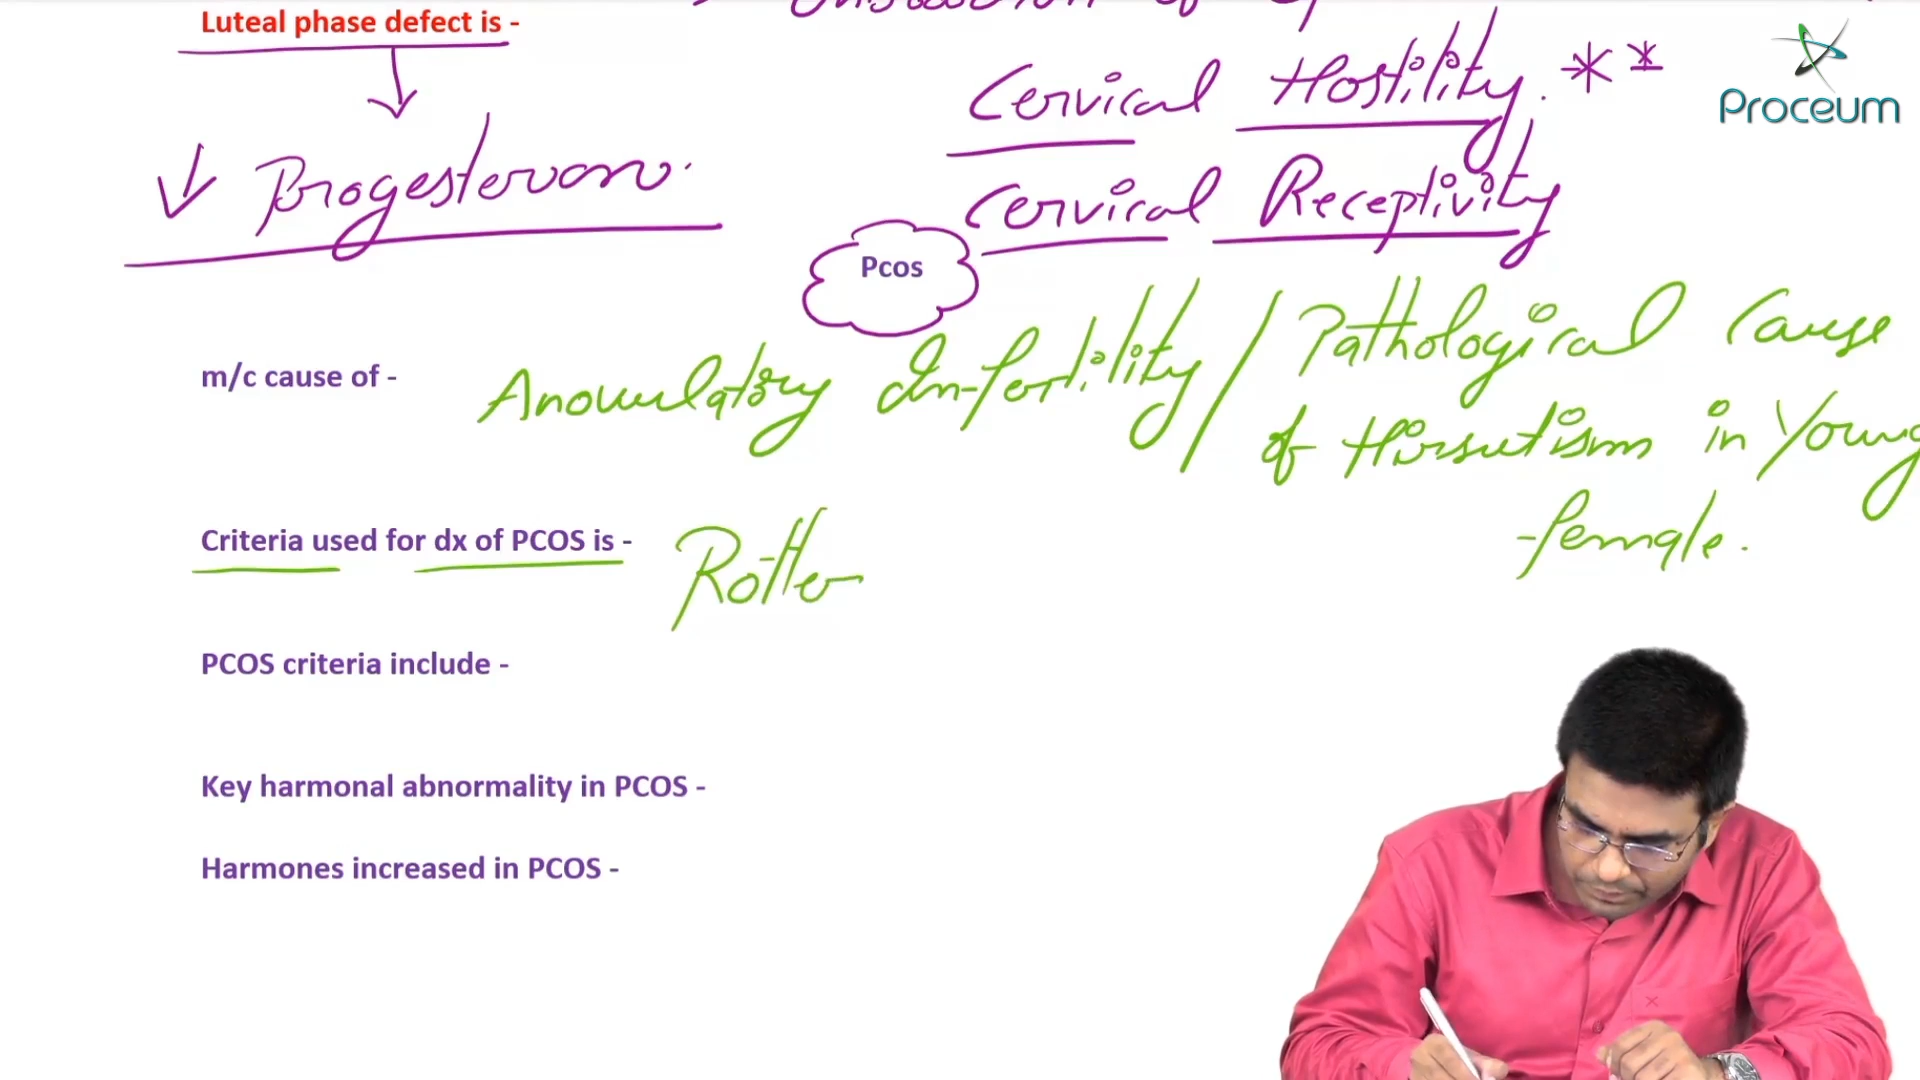 Luteal phase defect is -
Cervical Hostility. **
Proceum
↓ Progesteron.
Cervical Receptivity
Pcos
m/c cause of - Anovulatory Infertility / Pathological Cause
of Hirsutism in Young
female.
Criteria used for dx of PCOS is - Rotter
PCOS criteria include -
Key harmonal abnormality in PCOS -
Harmones increased in PCOS -